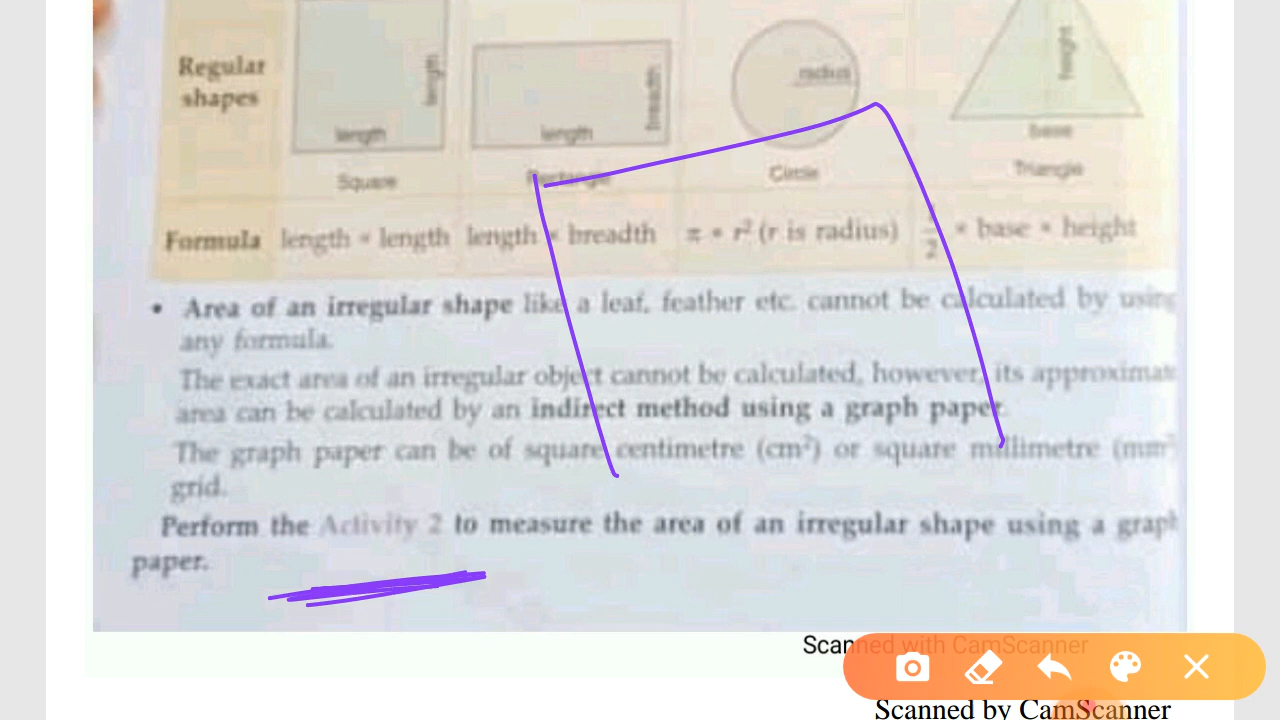 Regular
shapes
length
length
length
breadth
radius
height
base
Square
Rectangle
Circle
Triangle
Formula length × length length × breadth π × r² (r is radius) 1/2 × base × height
• Area of an irregular shape like a leaf, feather etc. cannot be calculated by using
any formula.
The exact area of an irregular object cannot be calculated, however, its approximat
area can be calculated by an indirect method using a graph paper.
The graph paper can be of square centimetre (cm²) or square millimetre (mm²
grid.
Perform the Activity 2 to measure the area of an irregular shape using a graph
paper.
Scanned with CamScanner
Scanned by CamScanner